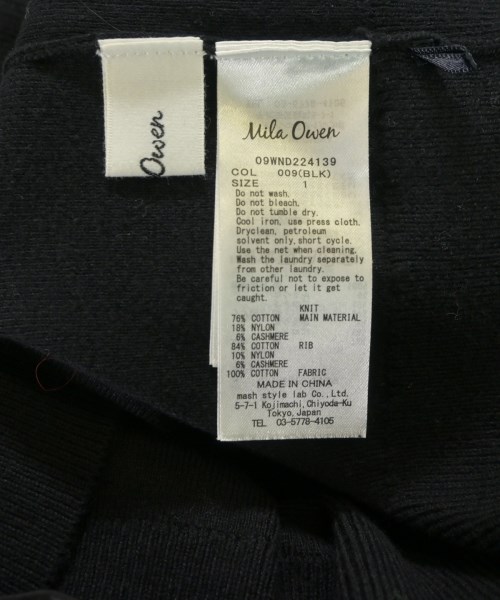 Owen
Mila Owen
09WND224139
COL 009(BLK)
SIZE 1
Do not wash.
Do not bleach.
Do not tumble dry.
Cool iron, use press cloth.
Dryclean, petroleum
solvent only, short cycle.
Use the net when cleaning.
Wash the laundry separately
from other laundry.
Be careful not to expose to
friction or let it get
caught.
KNIT
76% COTTON MAIN MATERIAL
18% NYLON
6% CASHMERE
84% COTTON RIB
10% NYLON
6% CASHMERE
100% COTTON FABRIC
MADE IN CHINA
mash style lab Co., Ltd.
5-7-1 Kojimachi, Chiyoda-Ku
Tokyo, Japan
TEL 03-5778-4105